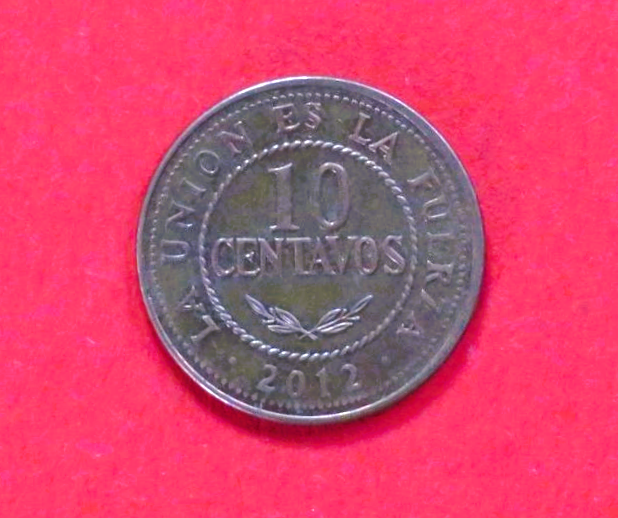 LA UNION ES LA FUERZA
10
CENTAVOS
2012